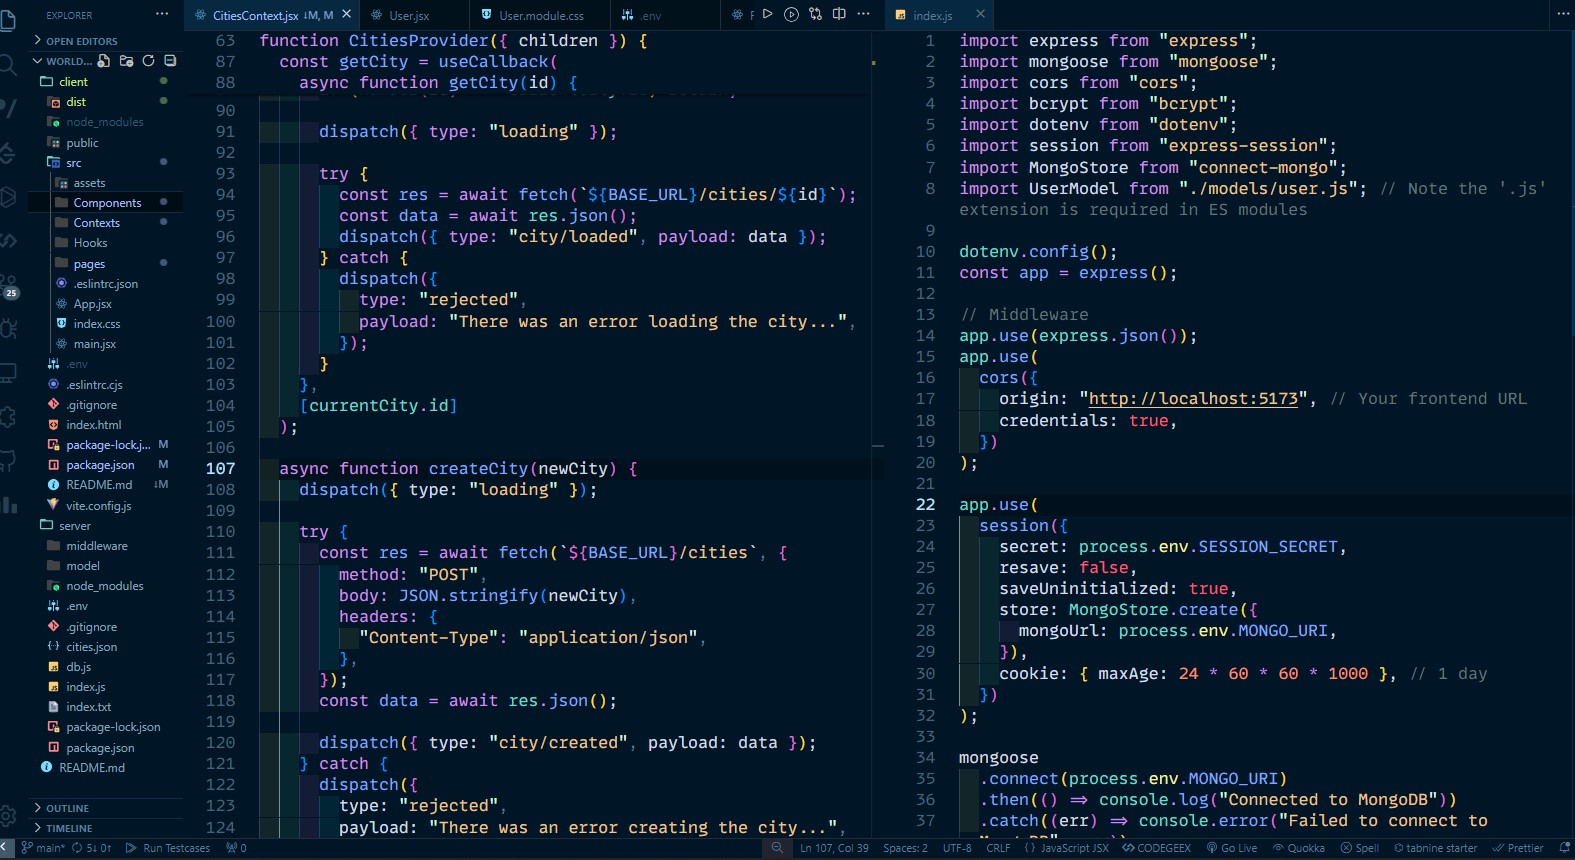 EXPLORER
OPEN EDITORS
WORLD...
client
dist
node_modules
public
src
assets
Components
Contexts
Hooks
pages
.eslintrc.json
App.jsx
index.css
main.jsx
.env
.eslintrc.cjs
.gitignore
index.html
package-lock.j... M
package.json M
README.md ↓M
vite.config.js
server
middleware
model
node_modules
.env
.gitignore
cities.json
db.js
index.js
index.txt
package-lock.json
package.json
README.md
OUTLINE
TIMELINE
25
CitiesContext.jsx ↓M, M
User.jsx
User.module.css
.env
63 function CitiesProvider({ children }) {
87 const getCity = useCallback(
88 async function getCity(id) {
90
91 dispatch({ type: "loading" });
92
93 try {
94 const res = await fetch(`${BASE_URL}/cities/${id}`);
95 const data = await res.json();
96 dispatch({ type: "city/loaded", payload: data });
97 } catch {
98 dispatch({
99 type: "rejected",
100 payload: "There was an error loading the city...",
101 });
102 }
103 },
104 [currentCity.id]
105 );
106
107 async function createCity(newCity) {
108 dispatch({ type: "loading" });
109
110 try {
111 const res = await fetch(`${BASE_URL}/cities`, {
112 method: "POST",
113 body: JSON.stringify(newCity),
114 headers: {
115 "Content-Type": "application/json",
116 },
117 });
118 const data = await res.json();
119
120 dispatch({ type: "city/created", payload: data });
121 } catch {
122 dispatch({
123 type: "rejected",
124 payload: "There was an error creating the city...",
index.js
1 import express from "express";
2 import mongoose from "mongoose";
3 import cors from "cors";
4 import bcrypt from "bcrypt";
5 import dotenv from "dotenv";
6 import session from "express-session";
7 import MongoStore from "connect-mongo";
8 import UserModel from "./models/user.js"; // Note the '.js'
extension is required in ES modules
9
10 dotenv.config();
11 const app = express();
12
13 // Middleware
14 app.use(express.json());
15 app.use(
16 cors({
17 origin: "http://localhost:5173", // Your frontend URL
18 credentials: true,
19 })
20 );
21
22 app.use(
23 session({
24 secret: process.env.SESSION_SECRET,
25 resave: false,
26 saveUninitialized: true,
27 store: MongoStore.create({
28 mongoUrl: process.env.MONGO_URI,
29 }),
30 cookie: { maxAge: 24 * 60 * 60 * 1000 }, // 1 day
31 })
32 );
33
34 mongoose
35 .connect(process.env.MONGO_URI)
36 .then(() => console.log("Connected to MongoDB"))
37 .catch((err) => console.error("Failed to connect to
main* 5↓ 0↑ Run Testcases 0 Ln 107, Col 39 Spaces: 2 UTF-8 CRLF {} JavaScript JSX CODEGEEX Go Live Quokka Spell tabnine starter Prettier